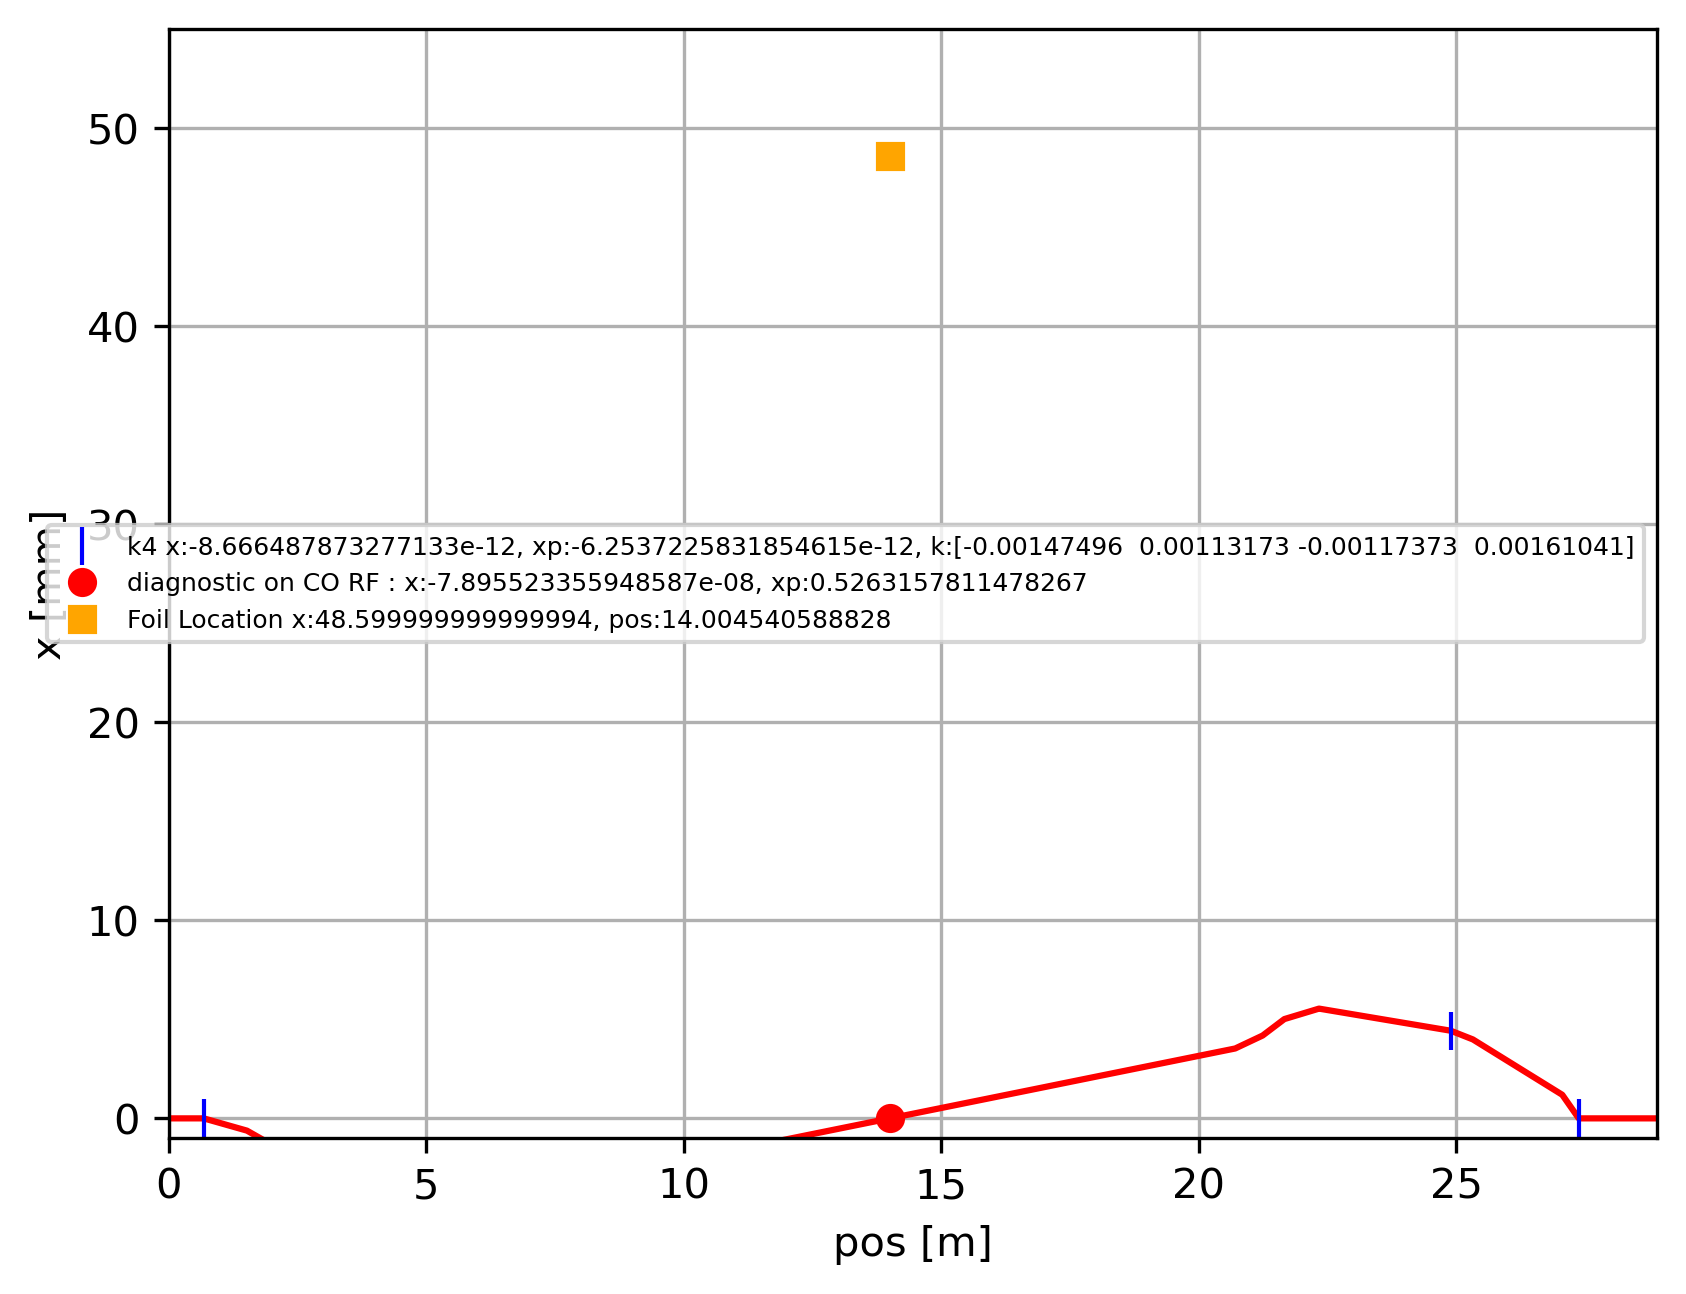 50
40
30
x [mm]
k4 x:-8.666487873277133e-12, xp:-6.2537225831854615e-12, k:[-0.00147496  0.00113173 -0.00117373  0.00161041]
diagnostic on CO RF : x:-7.895523355948587e-08, xp:0.5263157811478267
Foil Location x:48.599999999999994, pos:14.004540588828
20
10
0
0 5 10 15 20 25
pos [m]